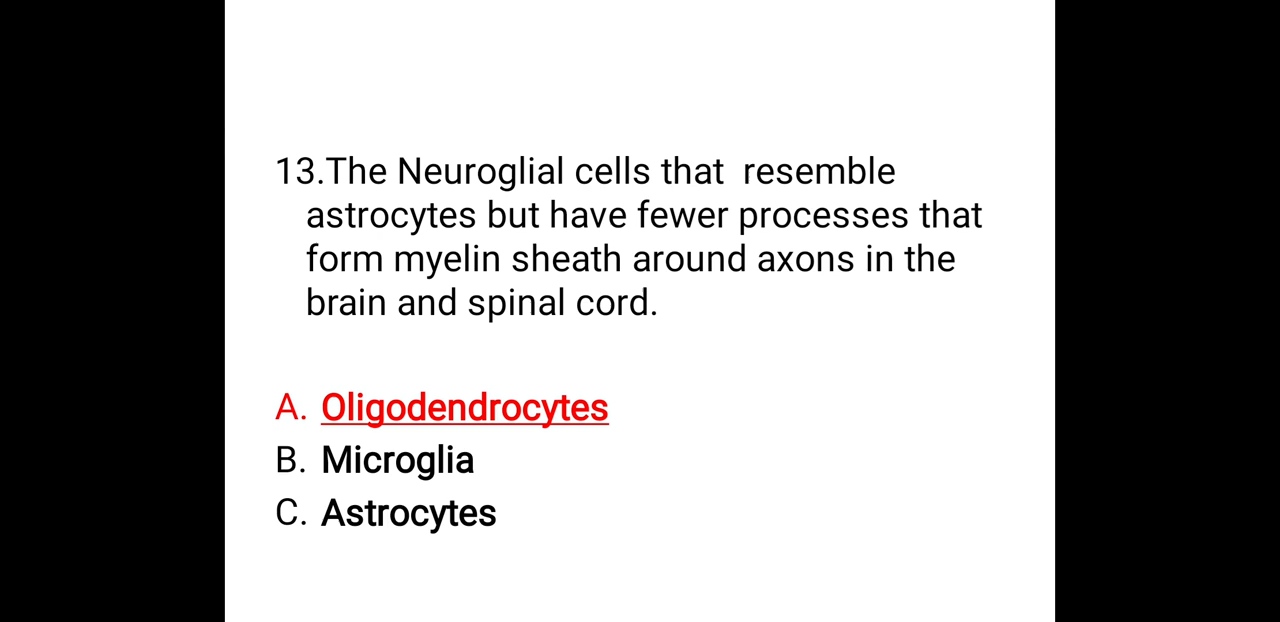 13.The Neuroglial cells that  resemble
astrocytes but have fewer processes that
form myelin sheath around axons in the
brain and spinal cord.
A. Oligodendrocytes
B. Microglia
C. Astrocytes